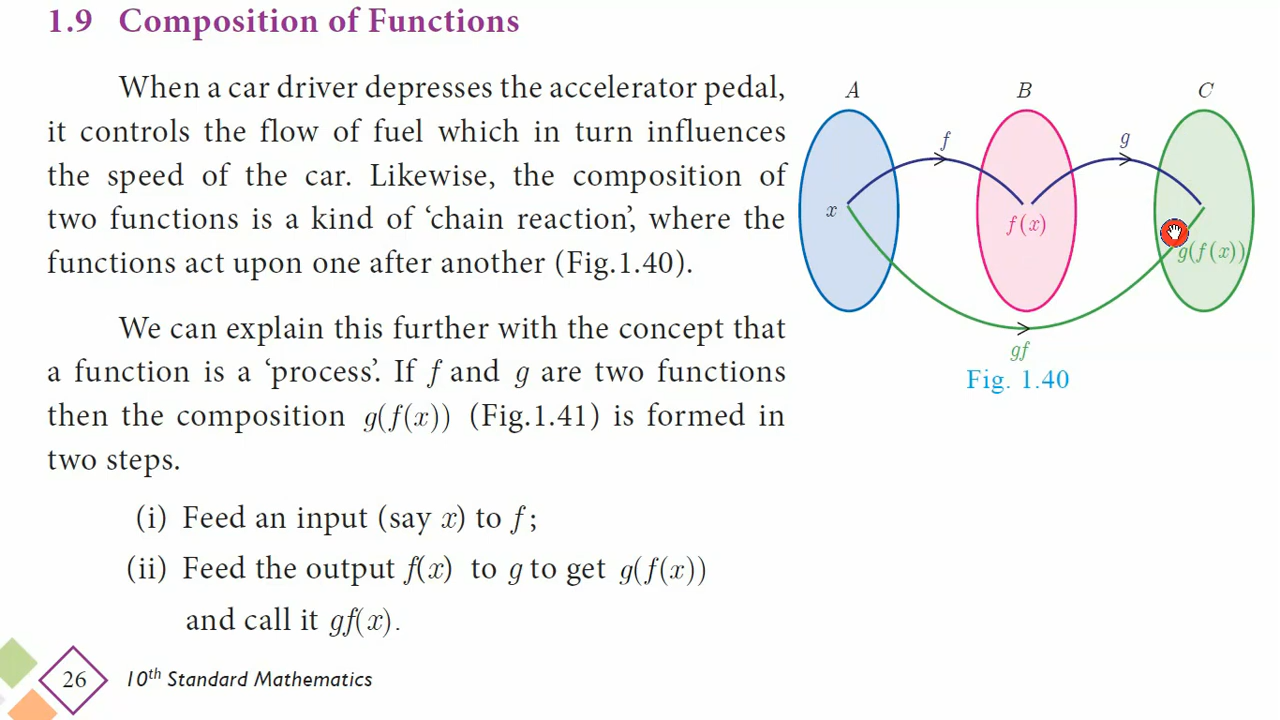 1.9 Composition of Functions
When a car driver depresses the accelerator pedal,
it controls the flow of fuel which in turn influences
the speed of the car. Likewise, the composition of
two functions is a kind of ‘chain reaction’, where the
functions act upon one after another (Fig.1.40).
We can explain this further with the concept that
a function is a ‘process’. If f and g are two functions
then the composition g(f(x)) (Fig.1.41) is formed in
two steps.
(i) Feed an input (say x) to f;
(ii) Feed the output f(x) to g to get g(f(x))
and call it gf(x).
A B C
f g
x
f(x)
g(f(x))
gf
Fig. 1.40
26 10th Standard Mathematics